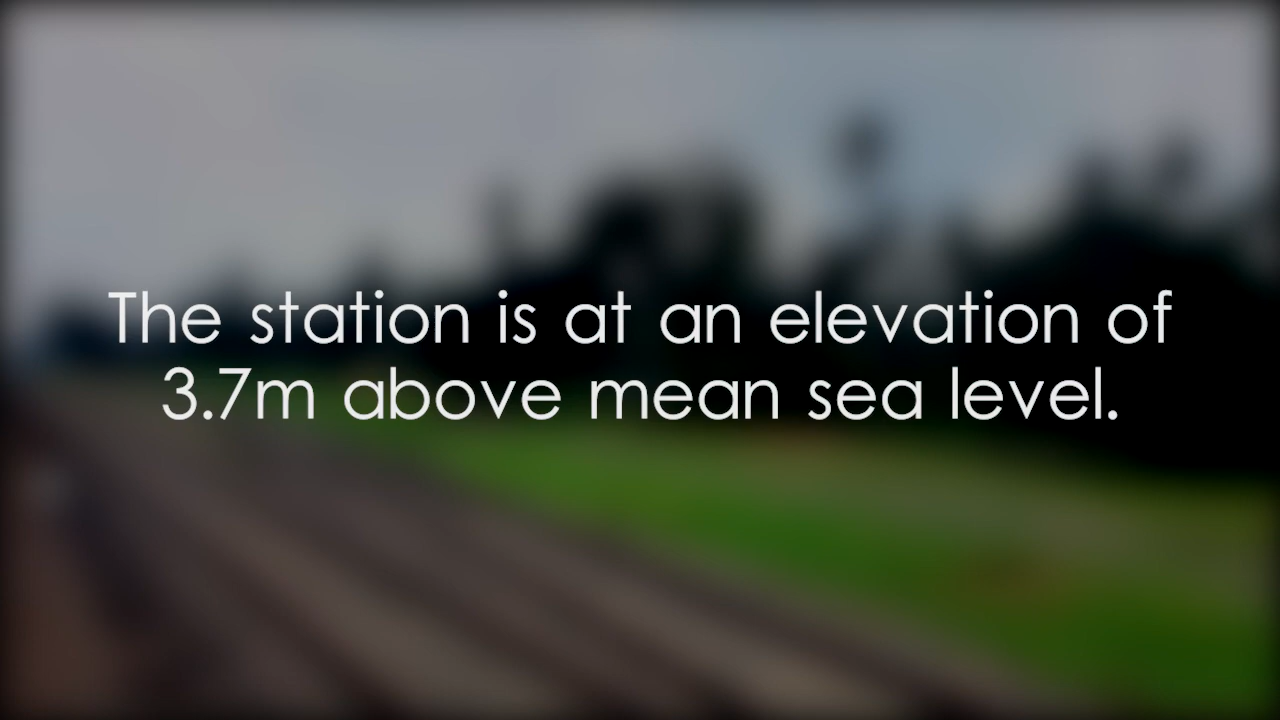 The station is at an elevation of
3.7m above mean sea level.